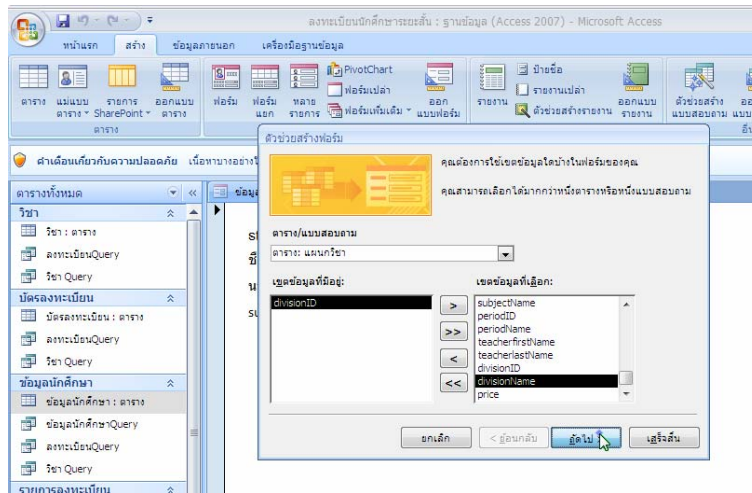 ลงทะเบียนนักศึกษาระยะสั้น : ฐานข้อมูล (Access 2007) - Microsoft Access
หน้าแรก สร้าง ข้อมูลภายนอก เครื่องมือฐานข้อมูล
PivotChart ป้ายชื่อ
ฟอร์มเปล่า รายงานเปล่า
ตาราง แม่แบบ รายการ ออกแบบ ฟอร์ม ฟอร์ม หลาย ฟอร์มเพิ่มเติม ออก รายงาน ตัวช่วยสร้างรายงาน ออกแบบ ตัวช่วยสร้าง
ตาราง SharePoint ตาราง แยก รายการ แบบฟอร์ม รายงาน แบบสอบถาม
ตาราง
ตัวช่วยสร้างฟอร์ม
คำเตือนเกี่ยวกับความปลอดภัย เนื้อหาบางอย่าง
คุณต้องการใช้เขตข้อมูลใดบ้างในฟอร์มของคุณ
คุณสามารถเลือกได้มากกว่าหนึ่งตารางหรือหนึ่งแบบสอบถาม
ตาราง/แบบสอบถาม
ตาราง: แผนกวิชา
เขตข้อมูลที่มีอยู่: เขตข้อมูลที่เลือก:
divisionID subjectName
periodID
> periodName
>> teacherfirstName
teacherlastName
< divisionID
<< divisionName
price
ยกเลิก < ย้อนกลับ ถัดไป เสร็จสิ้น
ตารางทั้งหมด
วิชา
วิชา : ตาราง
ลงทะเบียนQuery
วิชา Query
บัตรลงทะเบียน
บัตรลงทะเบียน : ตาราง
ลงทะเบียนQuery
วิชา Query
ข้อมูลนักศึกษา
ข้อมูลนักศึกษา : ตาราง
ข้อมูลนักศึกษาQuery
ลงทะเบียนQuery
วิชา Query
รายการลงทะเบียน